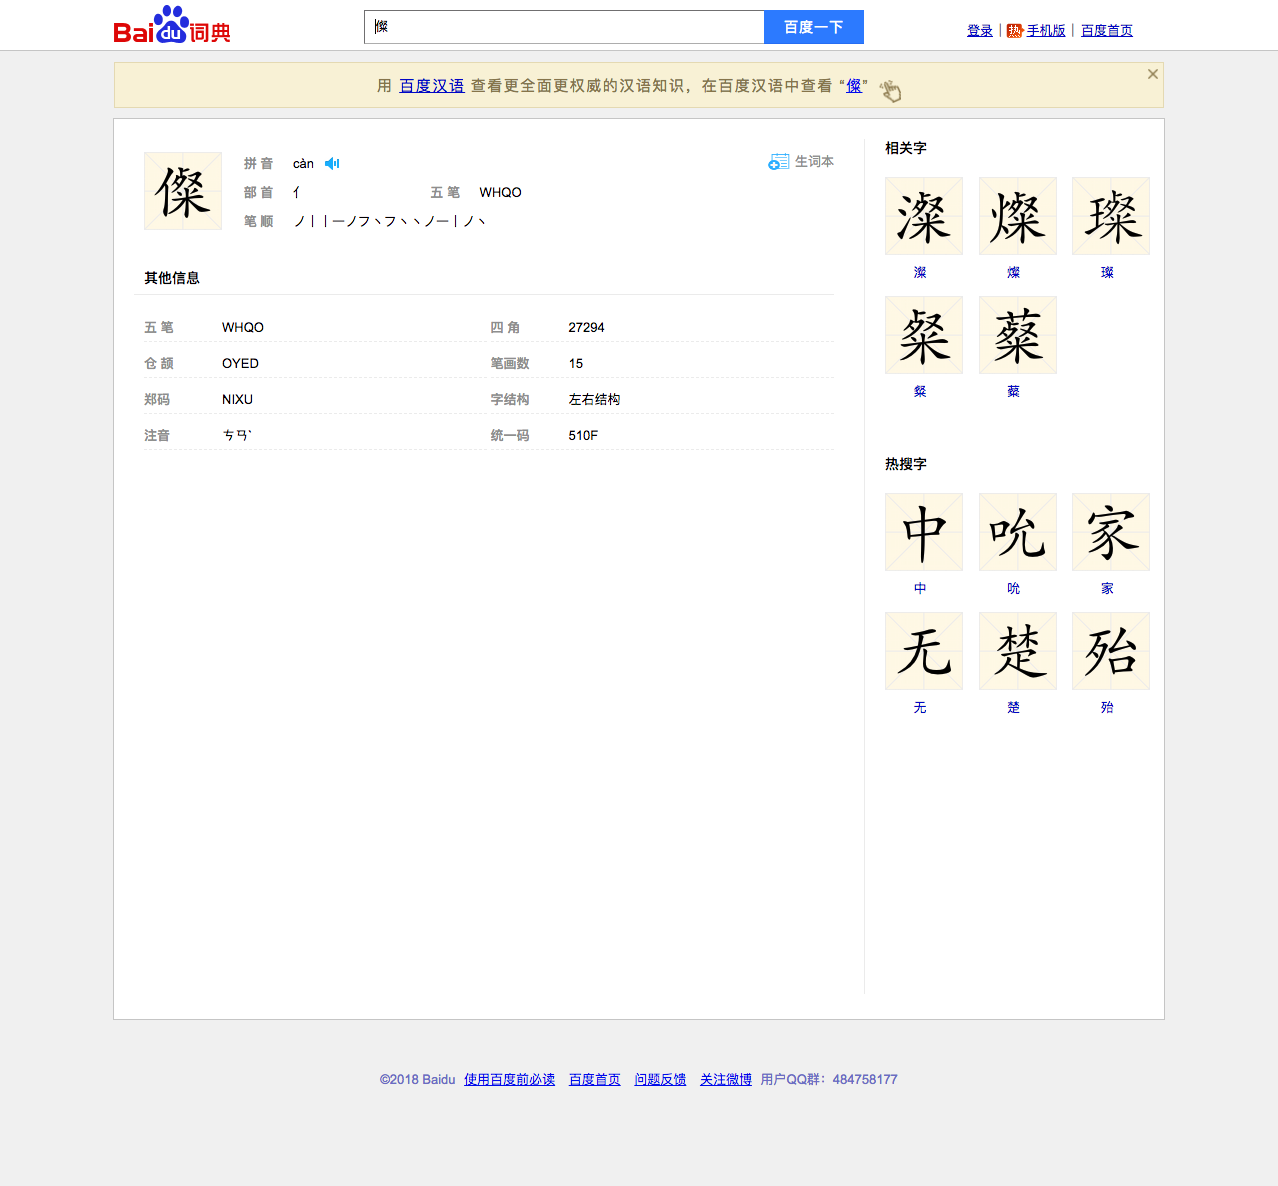 Baidu词典
儏
百度一下
登录 | 热 手机版 | 百度首页
用 百度汉语 查看更全面更权威的汉语知识，在百度汉语中查看 “儏”
儏
拼 音 càn
生词本
部 首 亻 五 笔 WHQO
笔 顺 ノ丨丨一ノフ丶フ丶丶ノ一丨ノ丶
其他信息
五 笔 WHQO 四 角 27294
仓 颉 OYED 笔画数 15
郑码 NIXU 字结构 左右结构
注音 ㄘㄢˋ 统一码 510F
相关字
澯 燦 璨
澯 燦 璨
粲 薒
粲 薒
热搜字
中 吮 家
中 吮 家
无 楚 殆
无 楚 殆
©2018 Baidu 使用百度前必读 百度首页 问题反馈 关注微博 用户QQ群：484758177